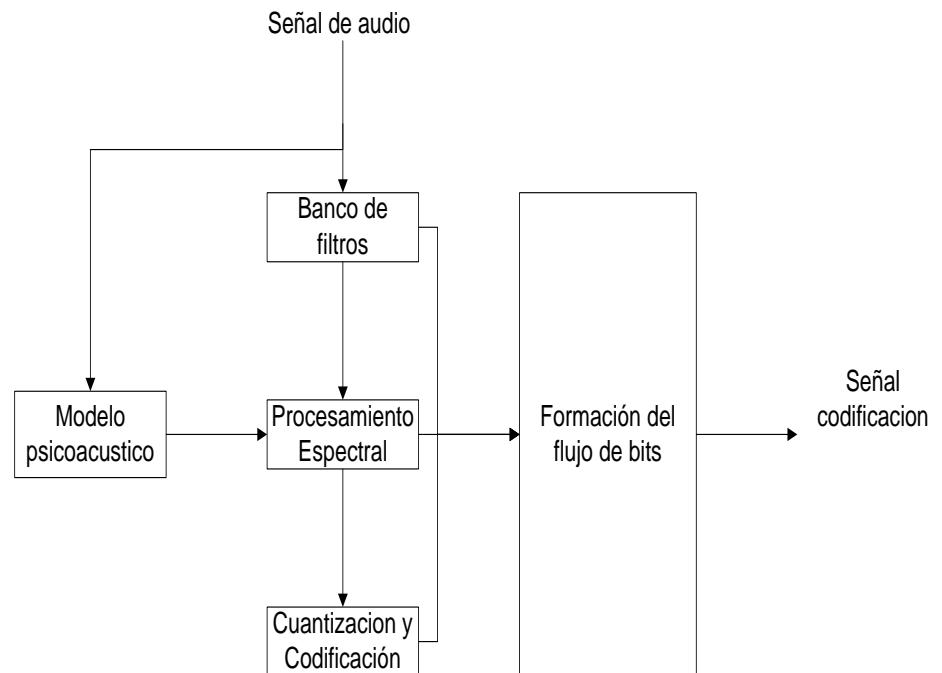 Señal de audio
Banco de
filtros
Modelo
psicoacustico
Procesamiento
Espectral
Formación del
flujo de bits
Señal
codificacion
Cuantizacion y
Codificación